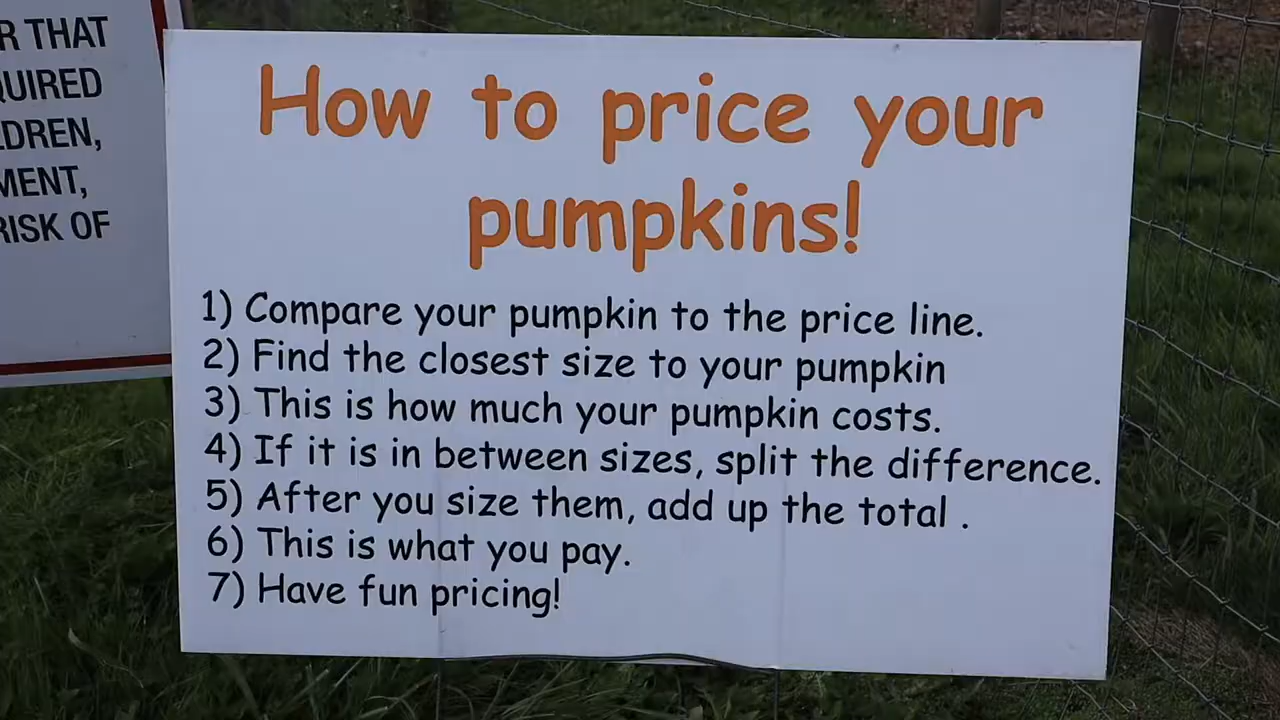 R THAT
QUIRED
LDREN,
MENT,
RISK OF
How to price your
pumpkins!
1) Compare your pumpkin to the price line.
2) Find the closest size to your pumpkin
3) This is how much your pumpkin costs.
4) If it is in between sizes, split the difference.
5) After you size them, add up the total .
6) This is what you pay.
7) Have fun pricing!